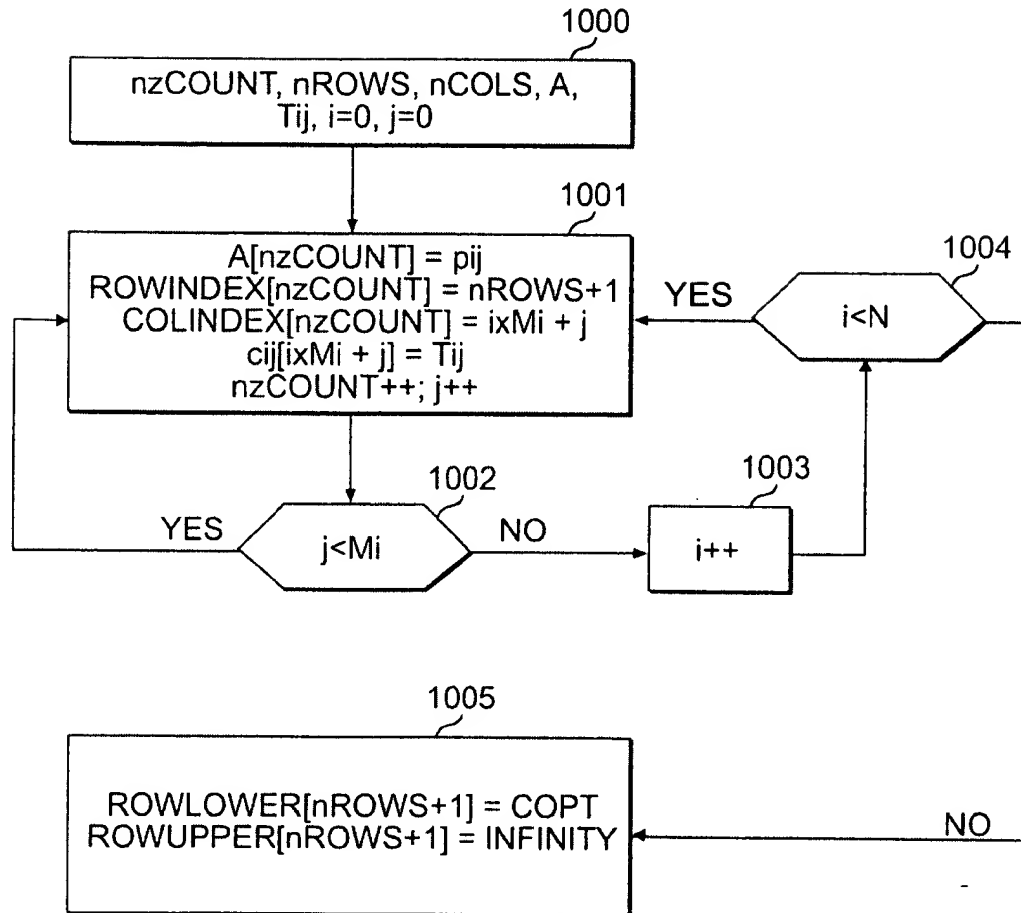 1000
nzCOUNT, nROWS, nCOLS, A,
Tij, i=0, j=0
1001
A[nzCOUNT] = pij
ROWINDEX[nzCOUNT] = nROWS+1
COLINDEX[nzCOUNT] = ixMi + j
cij[ixMi + j] = Tij
nzCOUNT++; j++
1004
YES
i<N
1002
YES
j<Mi
NO
1003
i++
1005
ROWLOWER[nROWS+1] = COPT
ROWUPPER[nROWS+1] = INFINITY
NO